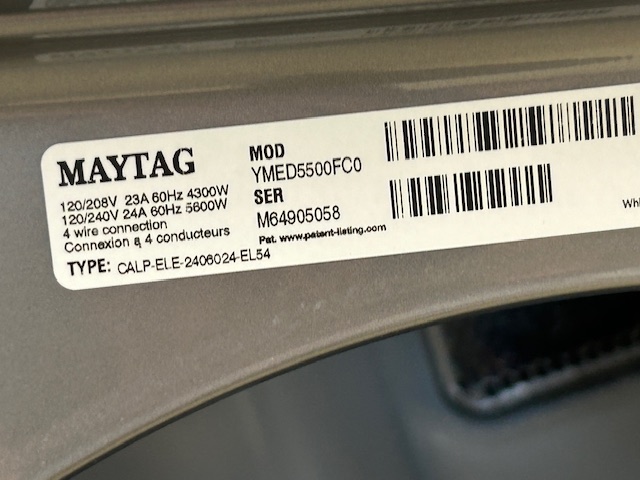 MAYTAG
120/208V 23A 60Hz 4300W
120/240V 24A 60Hz 5600W
4 wire connection
Connexion à 4 conducteurs
TYPE: CALP-ELE-2406024-EL54
MOD
YMED5500FC0
SER
M64905058
Pat. www.patent-listing.com